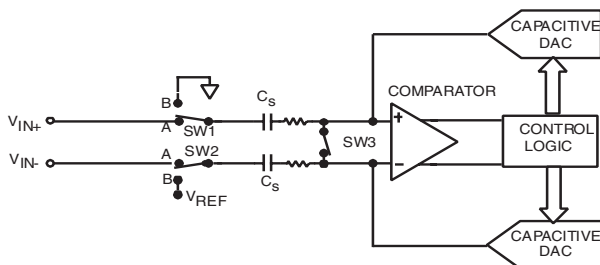 CAPACITIVE
DAC
COMPARATOR
B
C_S
V_IN+
A
SW1
+
SW3
CONTROL
LOGIC
V_IN-
A
SW2
−
B
C_S
V_REF
CAPACITIVE
DAC